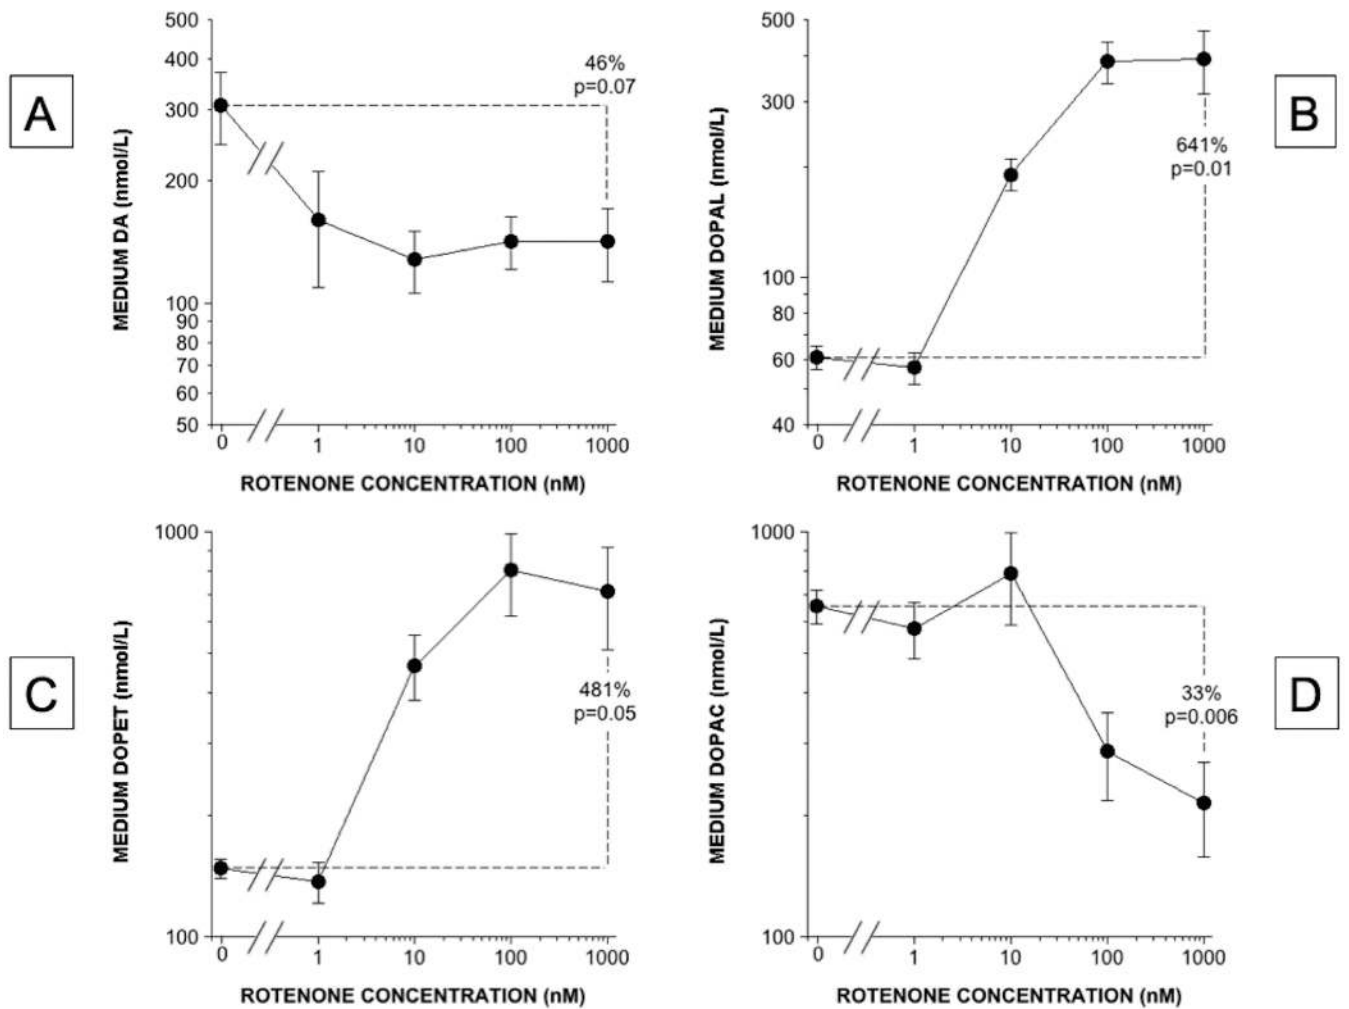 A
500
400
300
200
100
90
80
70
60
50
MEDIUM DA (nmol/L)
46%
p=0.07
0 1 10 100 1000
ROTENONE CONCENTRATION (nM)
B
500
300
100
80
60
40
MEDIUM DOPAL (nmol/L)
641%
p=0.01
0 1 10 100 1000
ROTENONE CONCENTRATION (nM)
C
1000
100
MEDIUM DOPET (nmol/L)
481%
p=0.05
0 1 10 100 1000
ROTENONE CONCENTRATION (nM)
D
1000
100
MEDIUM DOPAC (nmol/L)
33%
p=0.006
0 1 10 100 1000
ROTENONE CONCENTRATION (nM)